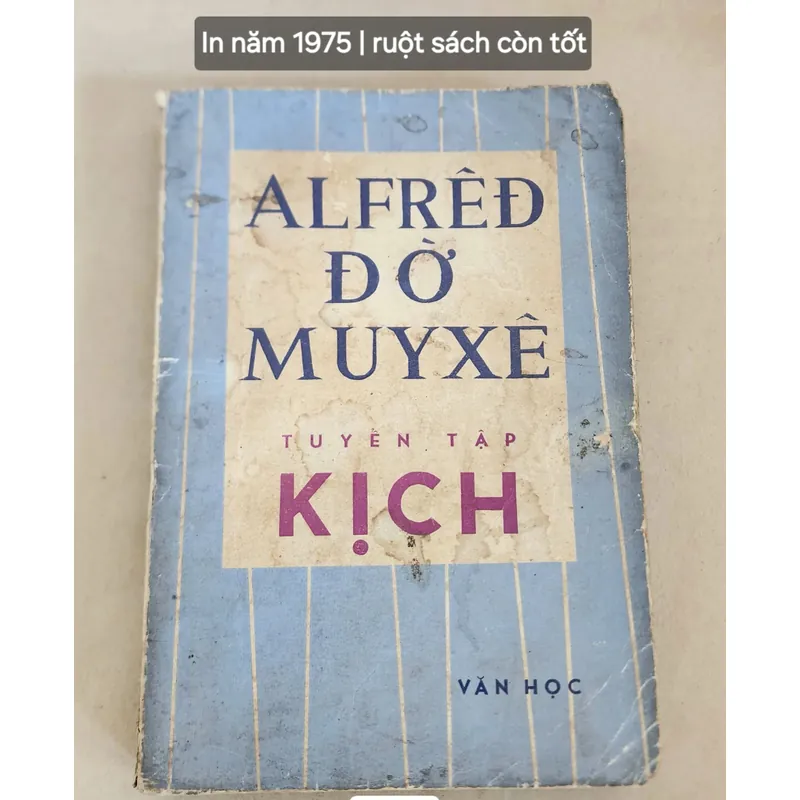 In năm 1975 | ruột sách còn tốt
ALFRÊĐ
ĐỜ
MUYXÊ
TUYỂN TẬP
KỊCH
VĂN HỌC